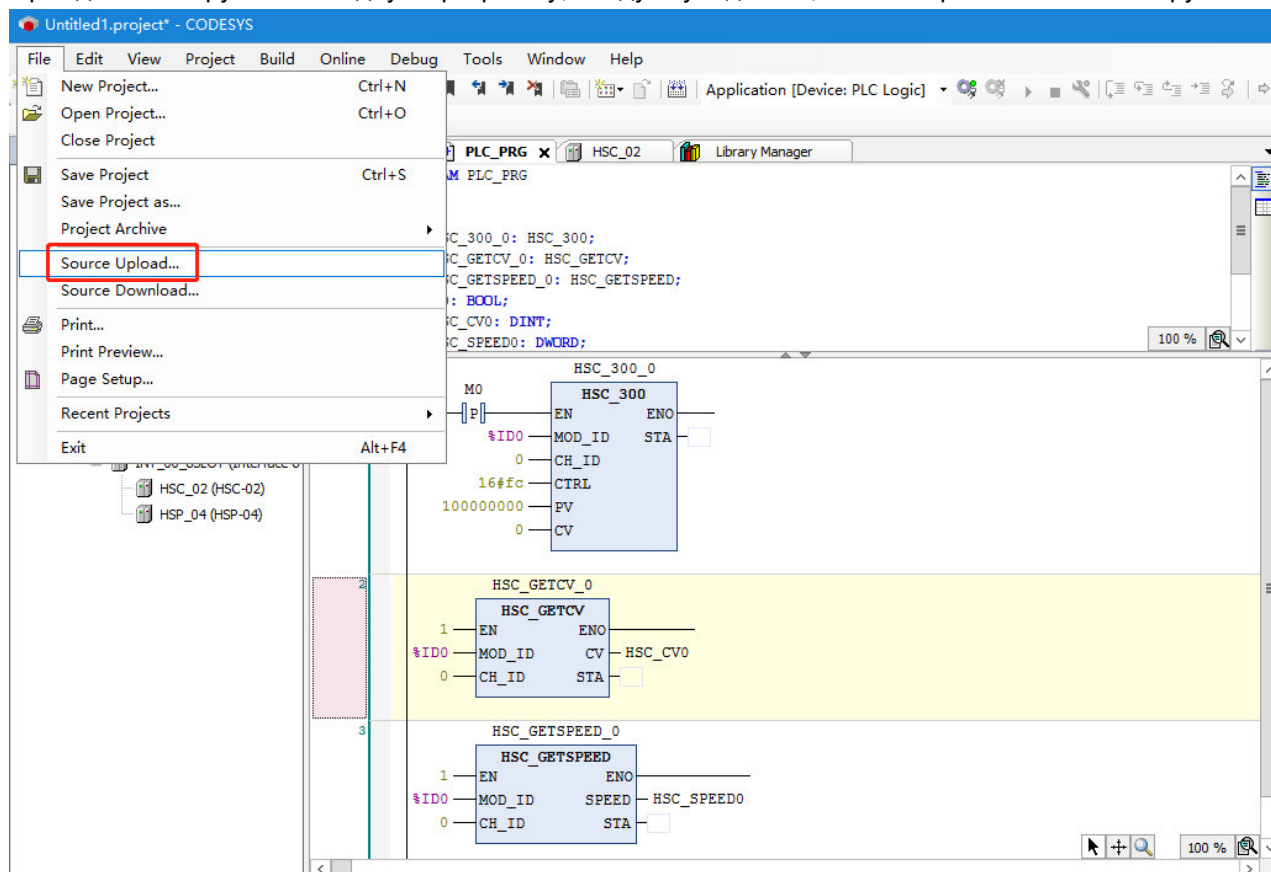 Untitled1.project* - CODESYS
File Edit View Project Build Online Debug Tools Window Help
New Project... Ctrl+N
Application [Device: PLC Logic]
Open Project... Ctrl+O
Close Project
PLC_PRG X HSC_02 Library Manager
Save Project Ctrl+S
AM PLC_PRG
Save Project as...
Project Archive
SC_300_0: HSC_300;
Source Upload...
SC_GETCV_0: HSC_GETCV;
SC_GETSPEED_0: HSC_GETSPEED;
Source Download...
: BOOL;
Print...
SC_CV0: DINT;
SC_SPEED0: DWORD;
100 %
Print Preview...
Page Setup...
Recent Projects
Exit Alt+F4
HSC_300_0
M0
HSC_300
P
EN ENO
%ID0 MOD_ID STA
0 CH_ID
16#fc CTRL
100000000 PV
0 CV
HSC_02 (HSC-02)
HSP_04 (HSP-04)
2
HSC_GETCV_0
HSC_GETCV
1 EN ENO
%ID0 MOD_ID CV HSC_CV0
0 CH_ID STA
3
HSC_GETSPEED_0
HSC_GETSPEED
1 EN ENO
%ID0 MOD_ID SPEED HSC_SPEED0
0 CH_ID STA
100 %